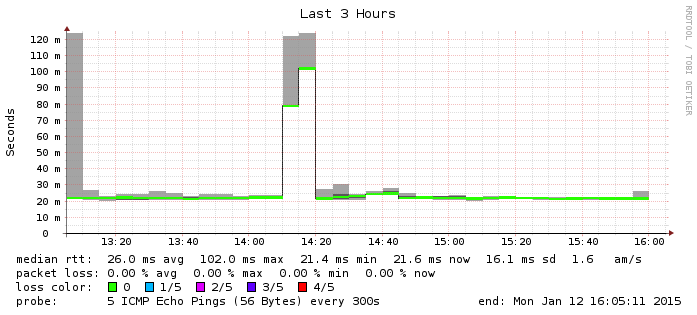 Last 3 Hours
RRDTOOL / TOBI OETIKER
Seconds
120 m
110 m
100 m
90 m
80 m
70 m
60 m
50 m
40 m
30 m
20 m
10 m
0
13:20 13:40 14:00 14:20 14:40 15:00 15:20 15:40 16:00
median rtt: 26.0 ms avg 102.0 ms max 21.4 ms min 21.6 ms now 16.1 ms sd 1.6 am/s
packet loss: 0.00 % avg 0.00 % max 0.00 % min 0.00 % now
loss color: 0 1/5 2/5 3/5 4/5
probe: 5 ICMP Echo Pings (56 Bytes) every 300s end: Mon Jan 12 16:05:11 2015